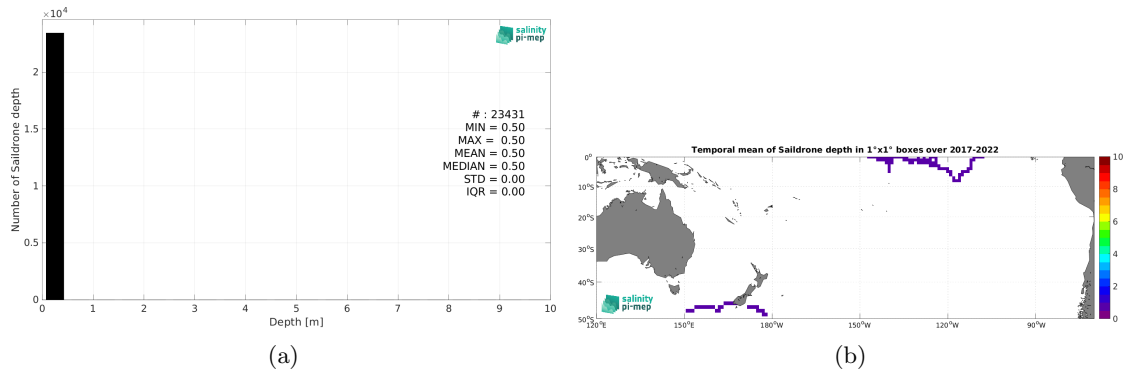 ×10⁴
2
1.5
1
0.5
0
0 1 2 3 4 5 6 7 8 9 10
Number of Saildrone depth
Depth [m]
salinity
pi-mep
# : 23431
MIN = 0.50
MAX = 0.50
MEAN = 0.50
MEDIAN = 0.50
STD = 0.00
IQR = 0.00
(a)
Temporal mean of Saildrone depth in 1°x1° boxes over 2017-2022
0°
10°S
20°S
30°S
40°S
50°S
120°W 150°W 180°W 150°W 120°W 90°W
10
8
6
4
2
0
salinity
pi-mep
(b)